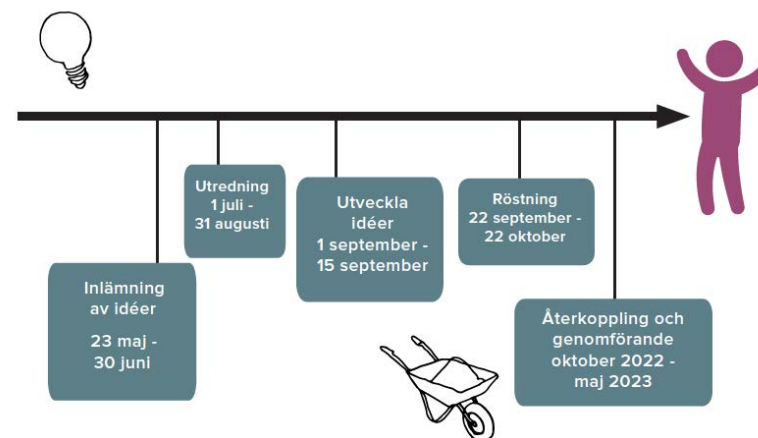 Inlämning
av idéer
23 maj -
30 juni
Utredning
1 juli -
31 augusti
Utveckla
idéer
1 september -
15 september
Röstning
22 september -
22 oktober
Återkoppling och
genomförande
oktober 2022 -
maj 2023